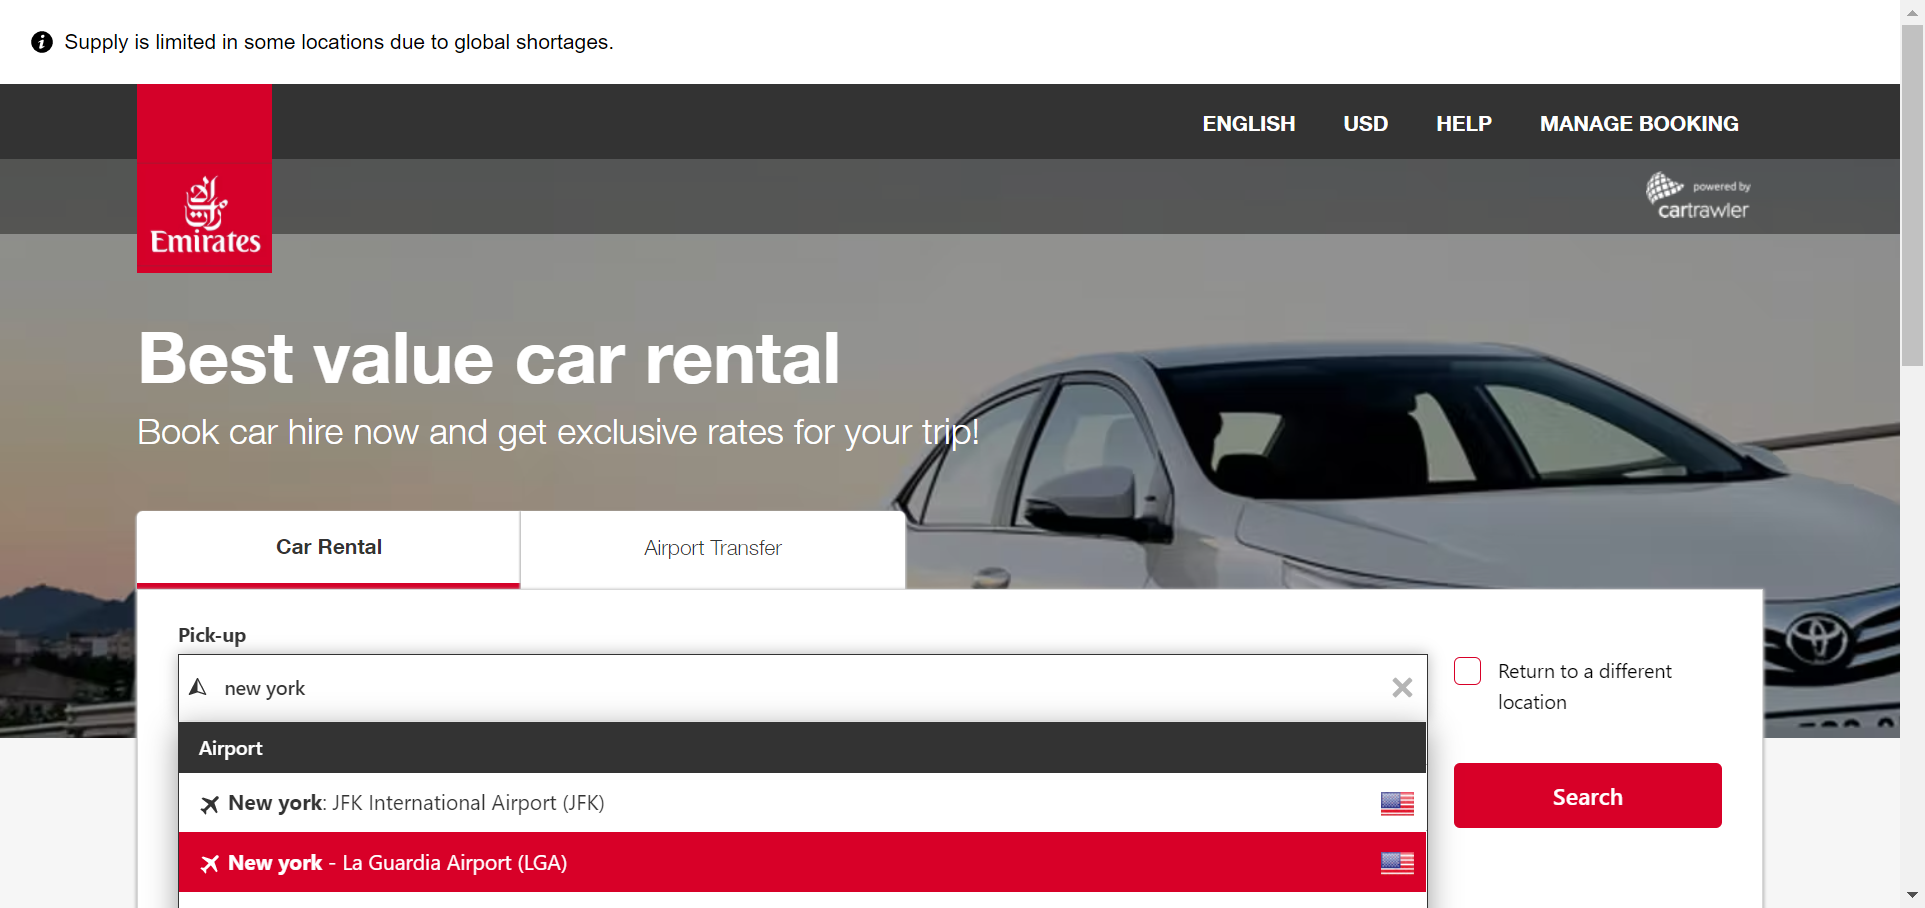 Supply is limited in some locations due to global shortages.
ENGLISH USD HELP MANAGE BOOKING
powered by
cartrawler
Emirates
Best value car rental
Book car hire now and get exclusive rates for your trip!
Car Rental
Airport Transfer
Pick-up
new york
Return to a different
location
Airport
New york: JFK International Airport (JFK)
Search
New york - La Guardia Airport (LGA)